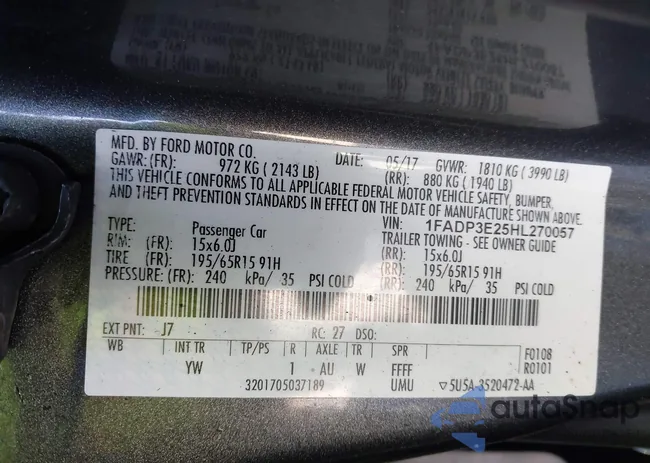 MFD. BY FORD MOTOR CO.
DATE: 05/17 GVWR: 1810 KG ( 3990 LB)
GAWR: (FR): 972 KG ( 2143 LB) (RR): 880 KG ( 1940 LB)
THIS VEHICLE CONFORMS TO ALL APPLICABLE FEDERAL MOTOR VEHICLE SAFETY, BUMPER,
AND THEFT PREVENTION STANDARDS IN EFFECT ON THE DATE OF MANUFACTURE SHOWN ABOVE.
VIN: 1FADP3E25HL270057
TYPE: Passenger Car TRAILER TOWING - SEE OWNER GUIDE
RIM: (FR): 15x6.0J (RR): 15x6.0J
TIRE (FR): 195/65R15 91H (RR): 195/65R15 91H
PRESSURE: (FR) 240 kPa/ 35 PSI COLD (RR) 240 kPa/ 35 PSI COLD
EXT PNT: J7 RC: 27 DSO:
WB INT TR TP/PS R AXLE TR SPR F0108
YW 1 AU W FFFF R0101
3201705037189 UMU ▽5U5A-3520472-AA
autoSnap